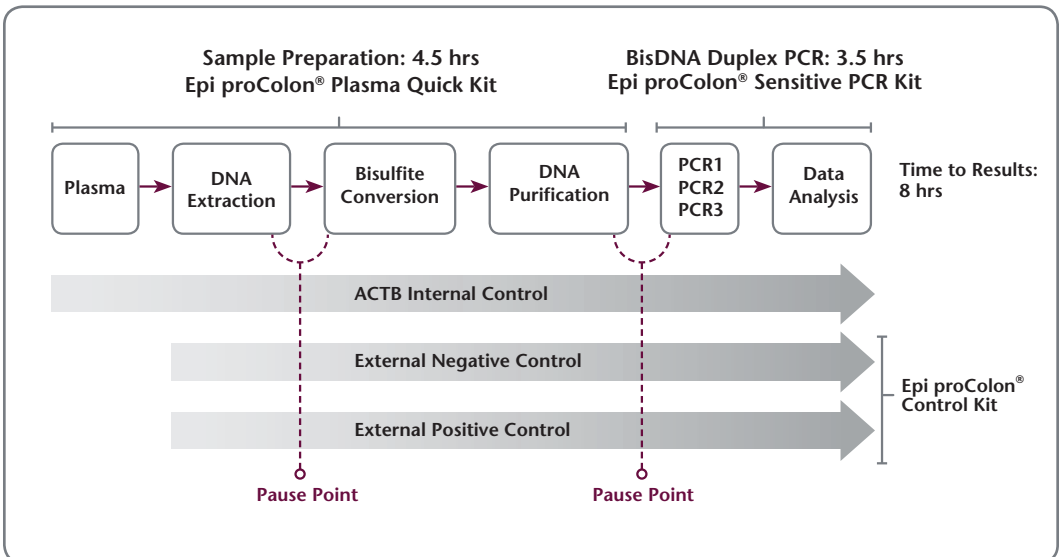 Sample Preparation: 4.5 hrs
Epi proColon® Plasma Quick Kit
BisDNA Duplex PCR: 3.5 hrs
Epi proColon® Sensitive PCR Kit
Plasma
DNA
Extraction
Bisulfite
Conversion
DNA
Purification
PCR1
PCR2
PCR3
Data
Analysis
Time to Results:
8 hrs
ACTB Internal Control
External Negative Control
External Positive Control
Epi proColon®
Control Kit
Pause Point
Pause Point